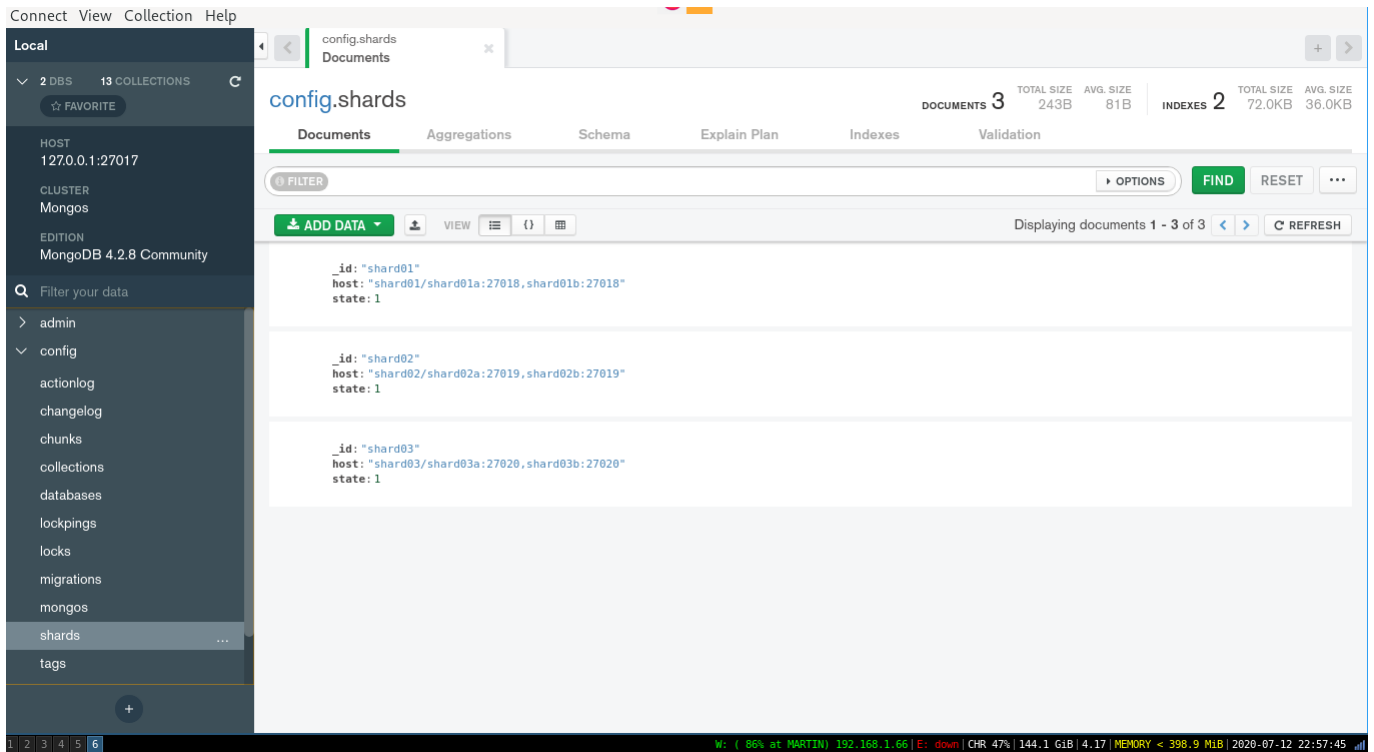 Connect View Collection Help
Local
2 DBS 13 COLLECTIONS
FAVORITE
HOST
127.0.0.1:27017
CLUSTER
Mongos
EDITION
MongoDB 4.2.8 Community
Filter your data
admin
config
actionlog
changelog
chunks
collections
databases
lockpings
locks
migrations
mongos
shards ...
tags
+
config.shards
Documents
×
+
config.shards
DOCUMENTS 3 TOTAL SIZE 243B AVG. SIZE 81B INDEXES 2 TOTAL SIZE 72.0KB AVG. SIZE 36.0KB
Documents Aggregations Schema Explain Plan Indexes Validation
FILTER OPTIONS FIND RESET ...
ADD DATA VIEW {} Displaying documents 1 - 3 of 3 < > REFRESH
_id: "shard01"
host: "shard01/shard01a:27018,shard01b:27018"
state: 1
_id: "shard02"
host: "shard02/shard02a:27019,shard02b:27019"
state: 1
_id: "shard03"
host: "shard03/shard03a:27020,shard03b:27020"
state: 1
1 2 3 4 5 6 W: ( 86% at MARTIN) 192.168.1.66|E: down|CHR 47%|144.1 GiB|4.17|MEMORY < 398.9 MiB|2020-07-12 22:57:45